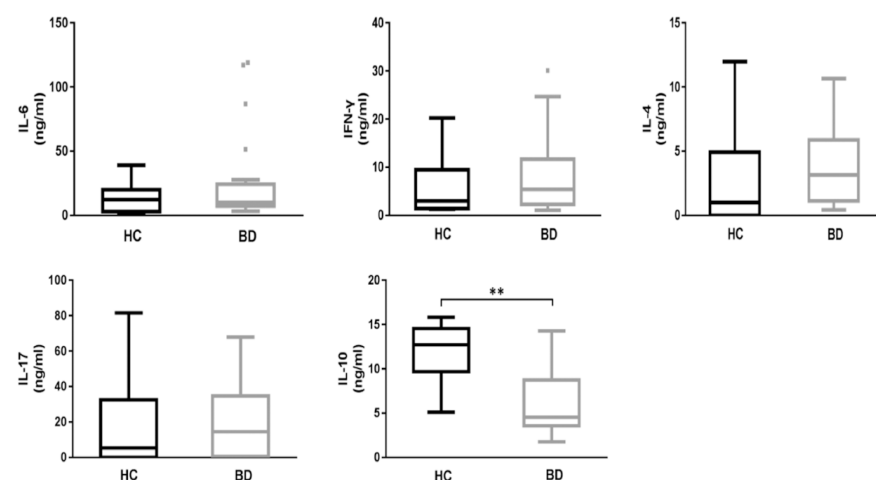 IL-6
(ng/ml)
150
100
50
0
HC
BD
IFN-γ
(ng/ml)
40
30
20
10
0
HC
BD
IL-4
(ng/ml)
15
10
5
0
HC
BD
IL-17
(ng/ml)
100
80
60
40
20
0
HC
BD
IL-10
(ng/ml)
20
15
10
5
0
**
HC
BD